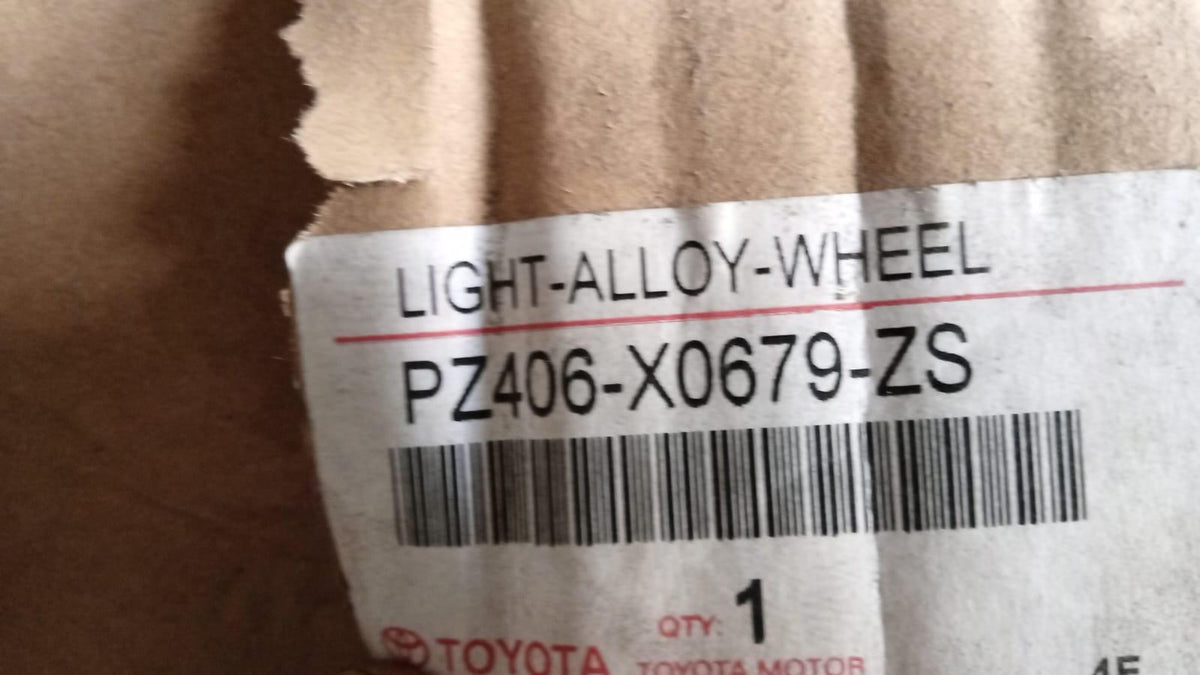 LIGHT-ALLOY-WHEEL
PZ406-X0679-ZS
QTY: 1
TOYOTA TOYOTA MOTOR